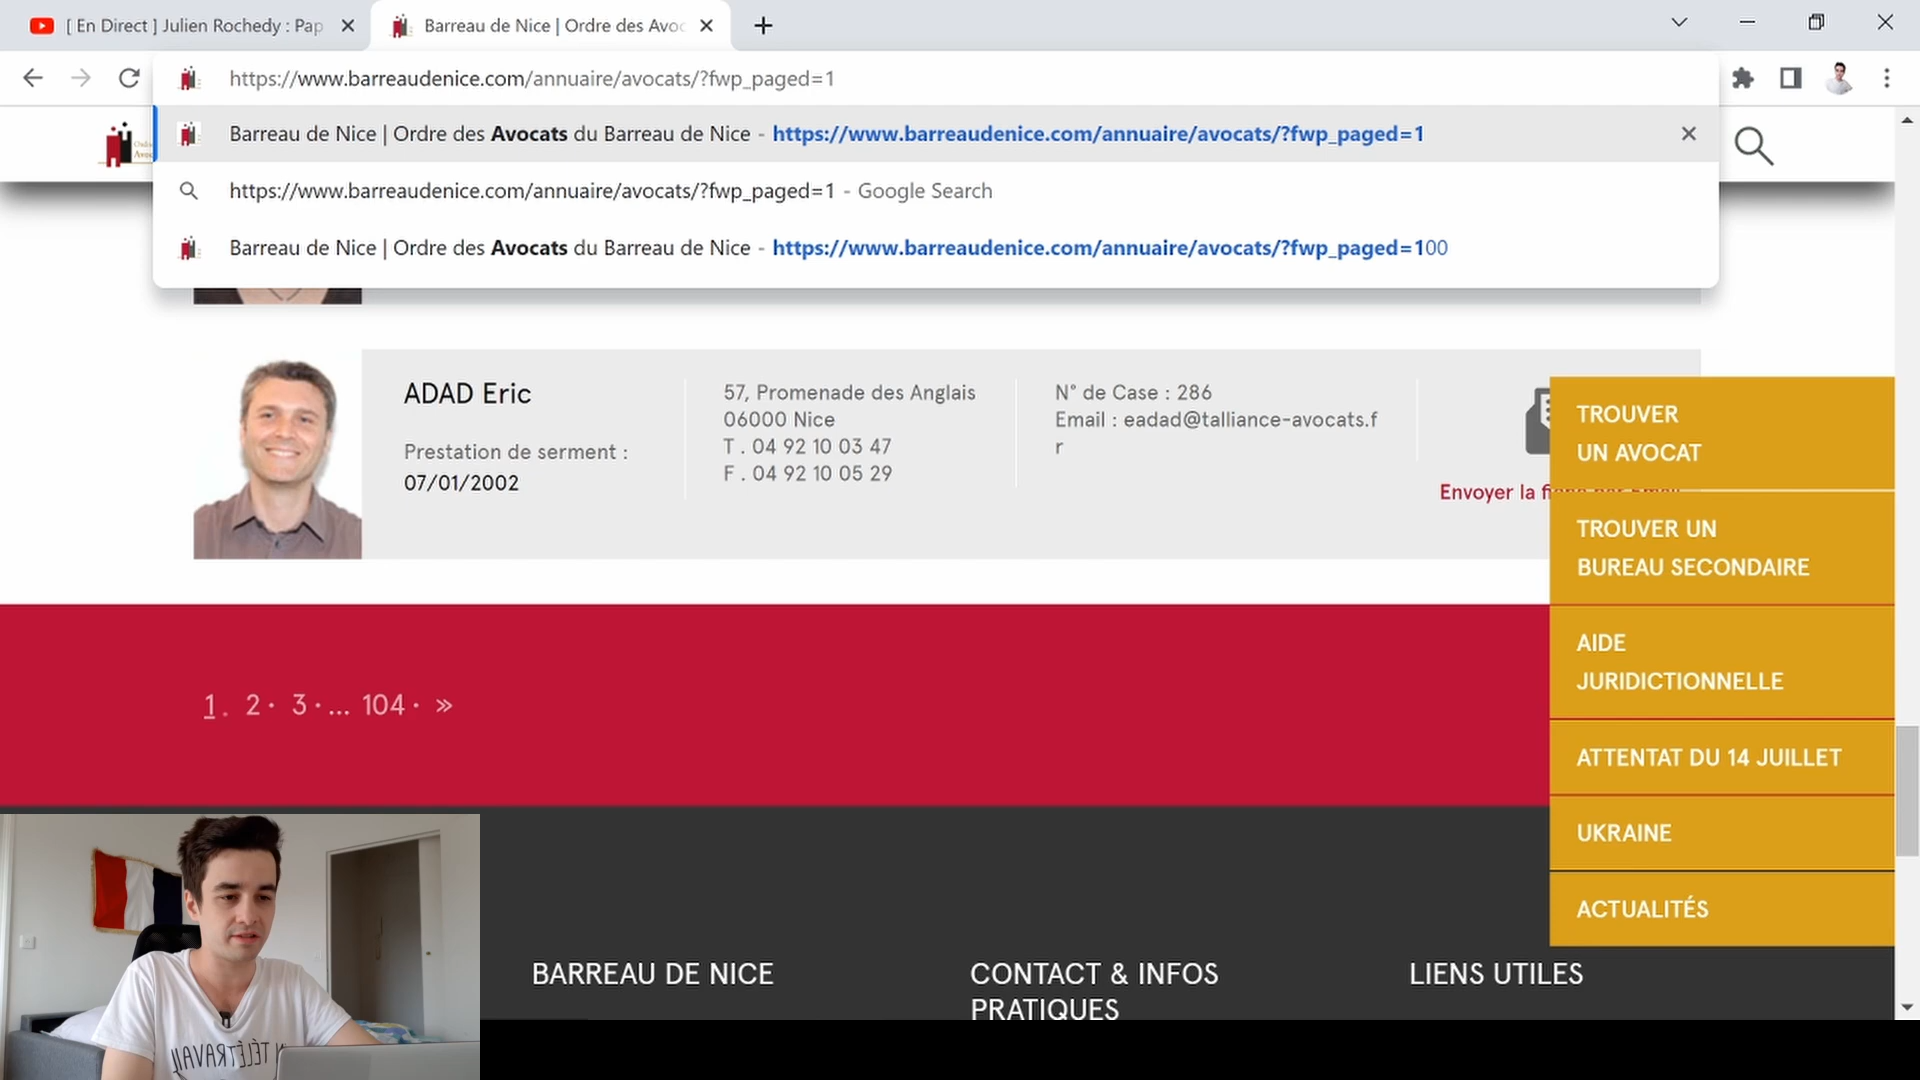 [ En Direct ] Julien Rochedy : Pap
Barreau de Nice | Ordre des Avoc
https://www.barreaudenice.com/annuaire/avocats/?fwp_paged=1
Barreau de Nice | Ordre des Avocats du Barreau de Nice - https://www.barreaudenice.com/annuaire/avocats/?fwp_paged=1
https://www.barreaudenice.com/annuaire/avocats/?fwp_paged=1 - Google Search
Barreau de Nice | Ordre des Avocats du Barreau de Nice - https://www.barreaudenice.com/annuaire/avocats/?fwp_paged=100
ADAD Eric
Prestation de serment :
07/01/2002
57, Promenade des Anglais
06000 Nice
T . 04 92 10 03 47
F . 04 92 10 05 29
N° de Case : 286
Email : eadad@talliance-avocats.f
r
Envoyer la fiche par Email
TROUVER
UN AVOCAT
TROUVER UN
BUREAU SECONDAIRE
AIDE
JURIDICTIONNELLE
ATTENTAT DU 14 JUILLET
UKRAINE
ACTUALITÉS
1. 2· 3·... 104· »
BARREAU DE NICE
CONTACT & INFOS
PRATIQUES
LIENS UTILES
TÉLÉTRAVAIL